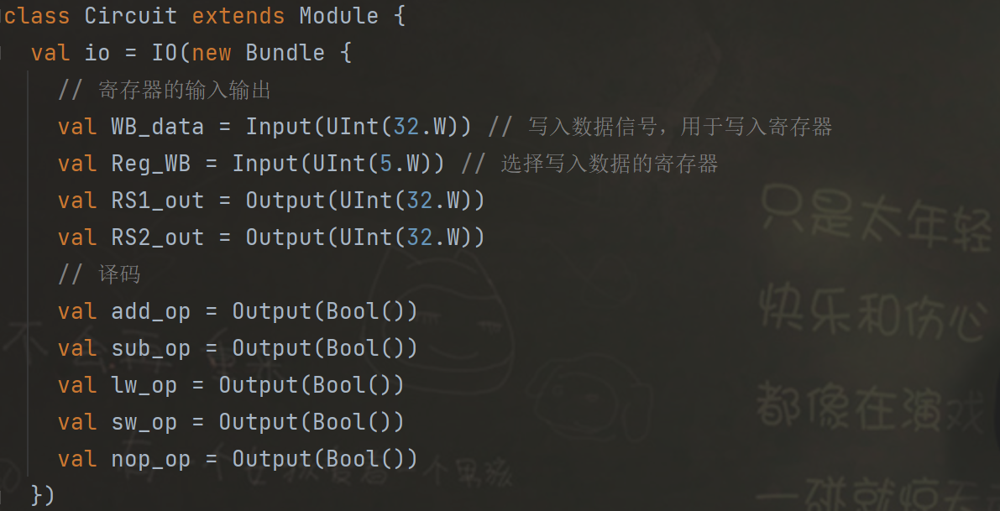 class Circuit extends Module {
val io = IO(new Bundle {
// 寄存器的输入输出
val WB_data = Input(UInt(32.W)) // 写入数据信号，用于写入寄存器
val Reg_WB = Input(UInt(5.W)) // 选择写入数据的寄存器
val RS1_out = Output(UInt(32.W))
val RS2_out = Output(UInt(32.W))
// 译码
val add_op = Output(Bool())
val sub_op = Output(Bool())
val lw_op = Output(Bool())
val sw_op = Output(Bool())
val nop_op = Output(Bool())
})
只是太年轻
快乐和伤心
都像在演戏
一碰就惊天